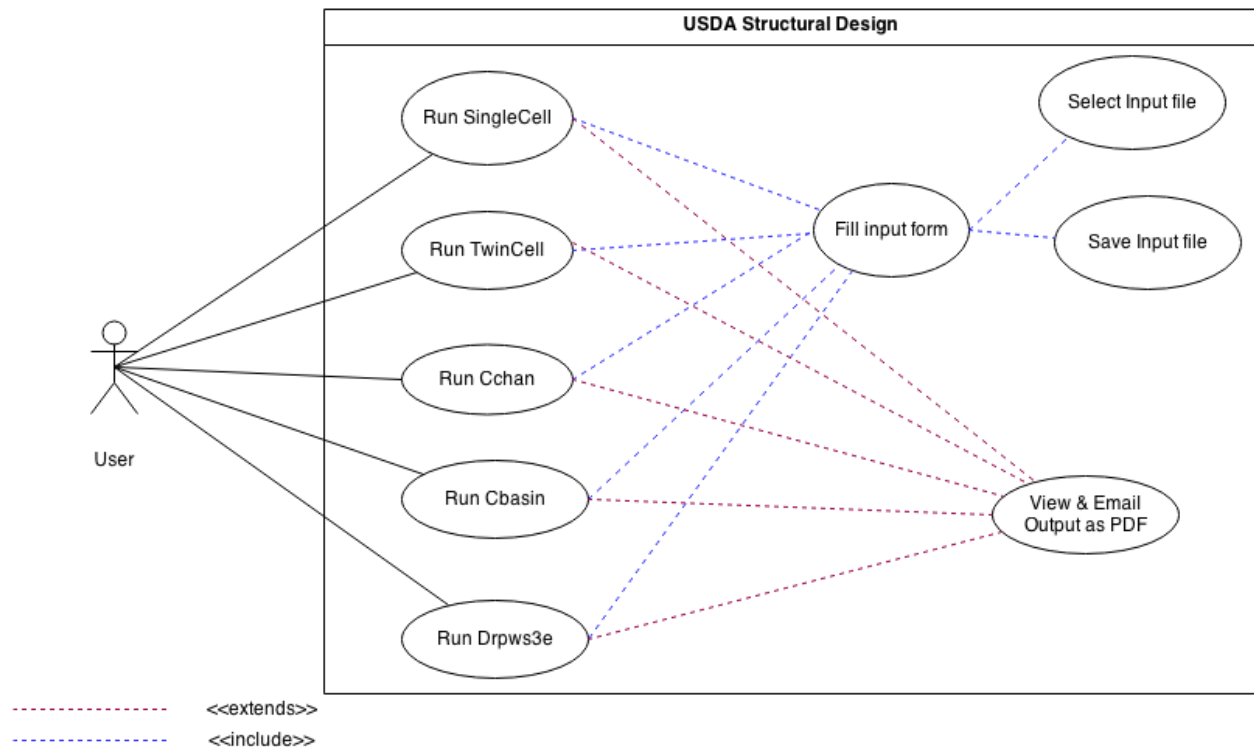 USDA Structural Design
Run SingleCell
Select Input file
Run TwinCell
Fill input form
Save Input file
Run Cchan
User
Run Cbasin
View & Email
Output as PDF
Run Drpws3e
<<extends>>
<<include>>